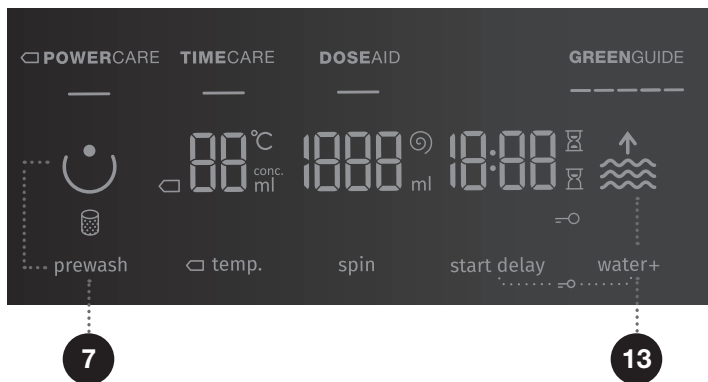 POWERCARE TIMECARE DOSEAID GREENGUIDE
88 °C 1888 18:88
conc.
ml ml
prewash temp. spin start delay water+
7 13